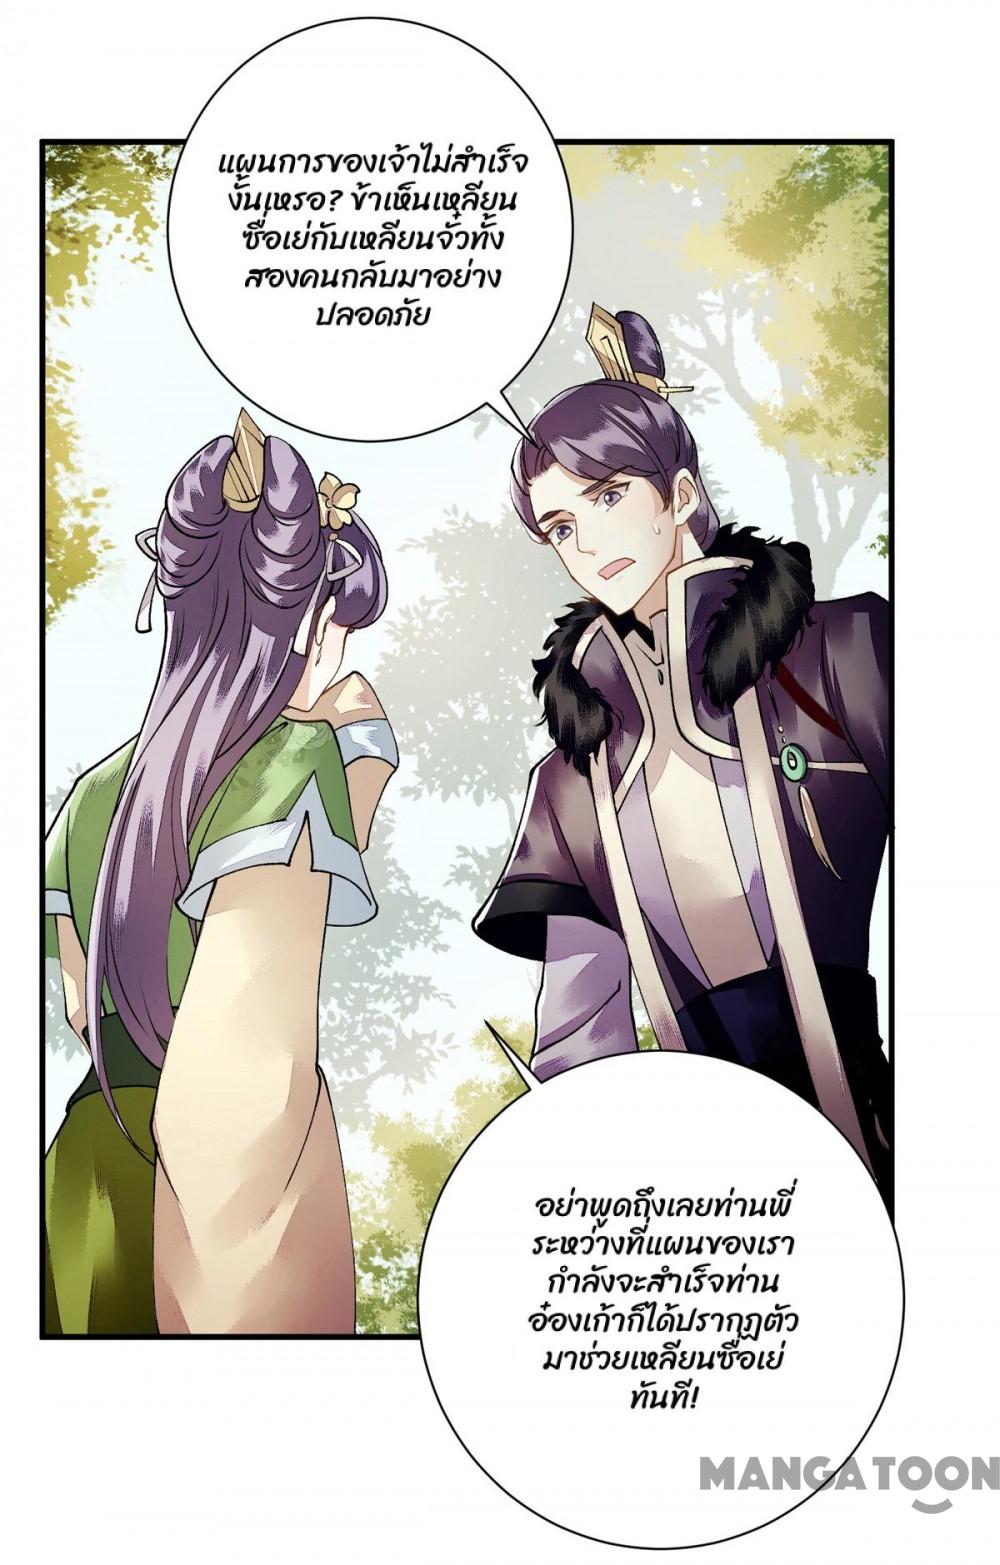 แผนการของเจ้าไม่สำเร็จ
งั้นเหรอ? ข้าเห็นเหลียน
ซื่อเย่กับเหลียนจิ๋วทั้ง
สองคนกลับมาอย่าง
ปลอดภัย
อย่าพูดถึงเลยท่านพี่
ระหว่างที่แผนของเรา
กำลังจะสำเร็จท่าน
อ๋องเก้าก็ได้ปรากฏตัว
มาช่วยเหลียนซื่อเย่
ทันที!
MANGATOON